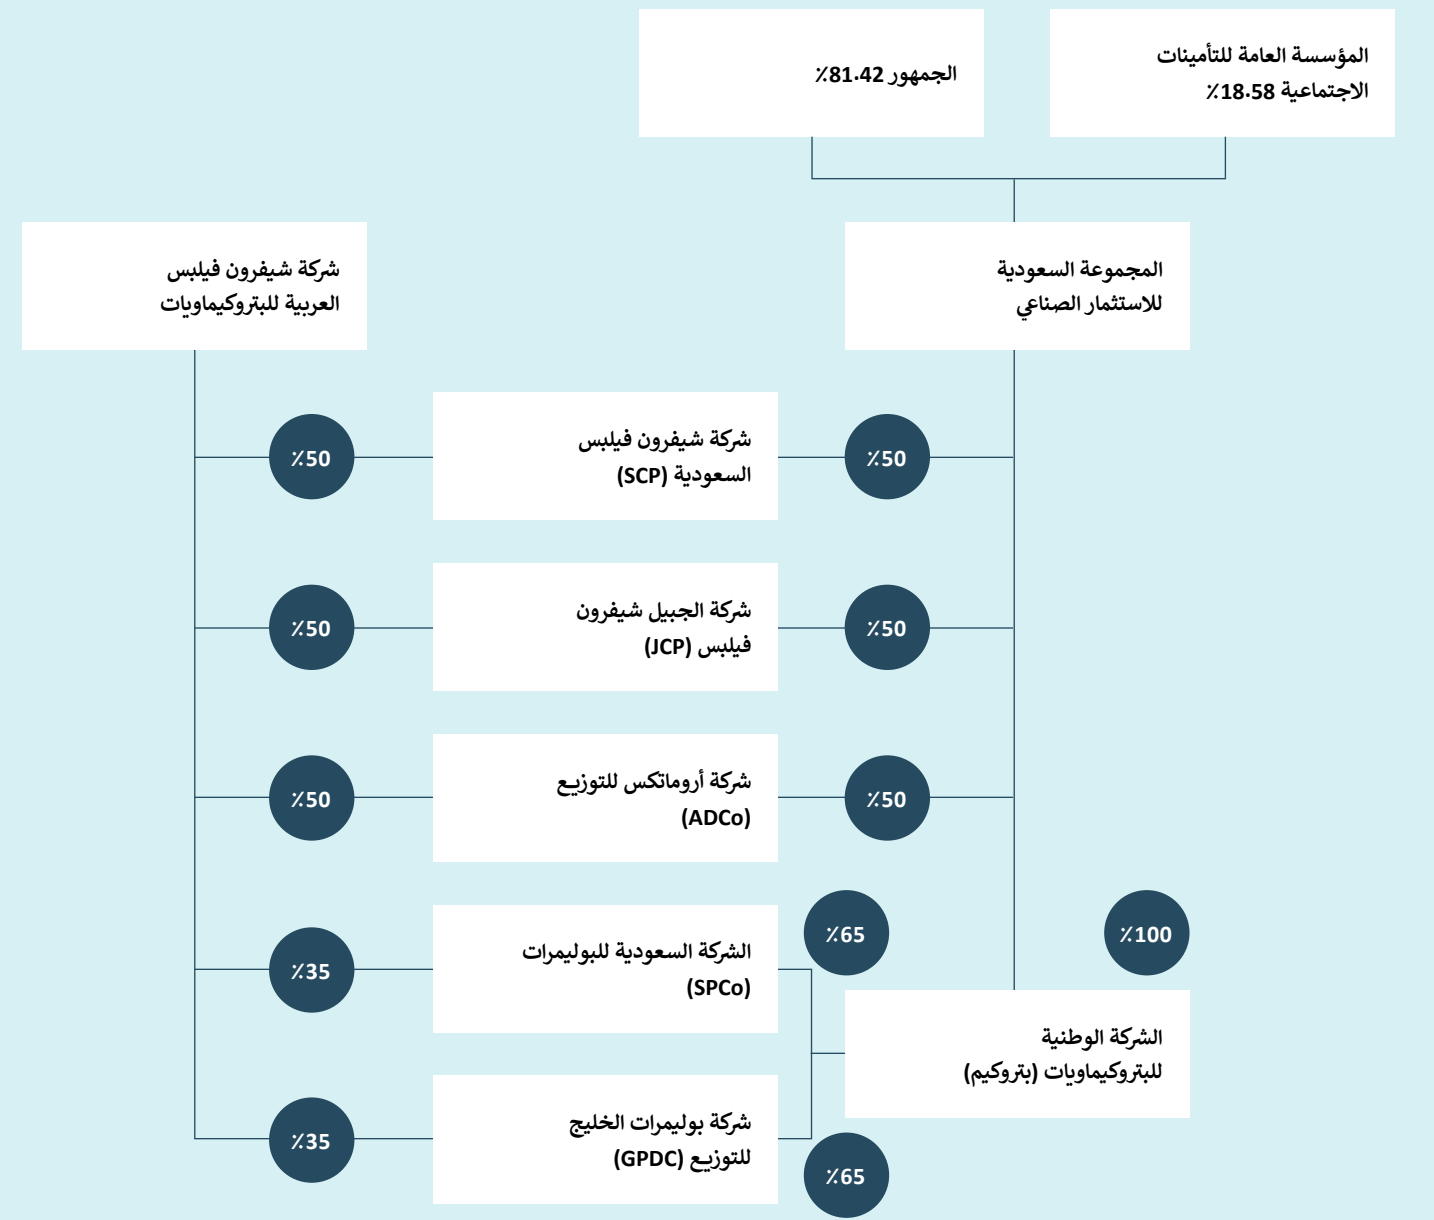 المؤسسة العامة للتأمينات
الاجتماعية 18.58٪
الجمهور 81.42٪
المجموعة السعودية
للاستثمار الصناعي
شركة شيفرون فيلبس
العربية للبتروكيماويات
50٪
شركة شيفرون فيلبس
السعودية (SCP)
50٪
50٪
شركة الجبيل شيفرون
فيلبس (JCP)
50٪
50٪
شركة أروماتكس للتوزيع
(ADCo)
50٪
100٪
65٪
الشركة السعودية للبوليمرات
(SPCo)
35٪
الشركة الوطنية
للبتروكيماويات (بتروكيم)
65٪
شركة بوليمرات الخليج
للتوزيع (GPDC)
35٪